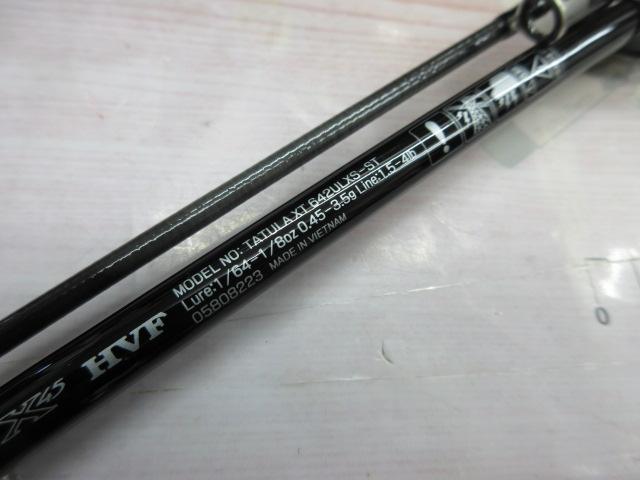 MODEL NO: TATULA XT 642ULXS-ST
Lure:1/64-1/8oz 0.45-3.5g Line:1.5-4lb
05808223 MADE IN VIETNAM
X45 HVF
0